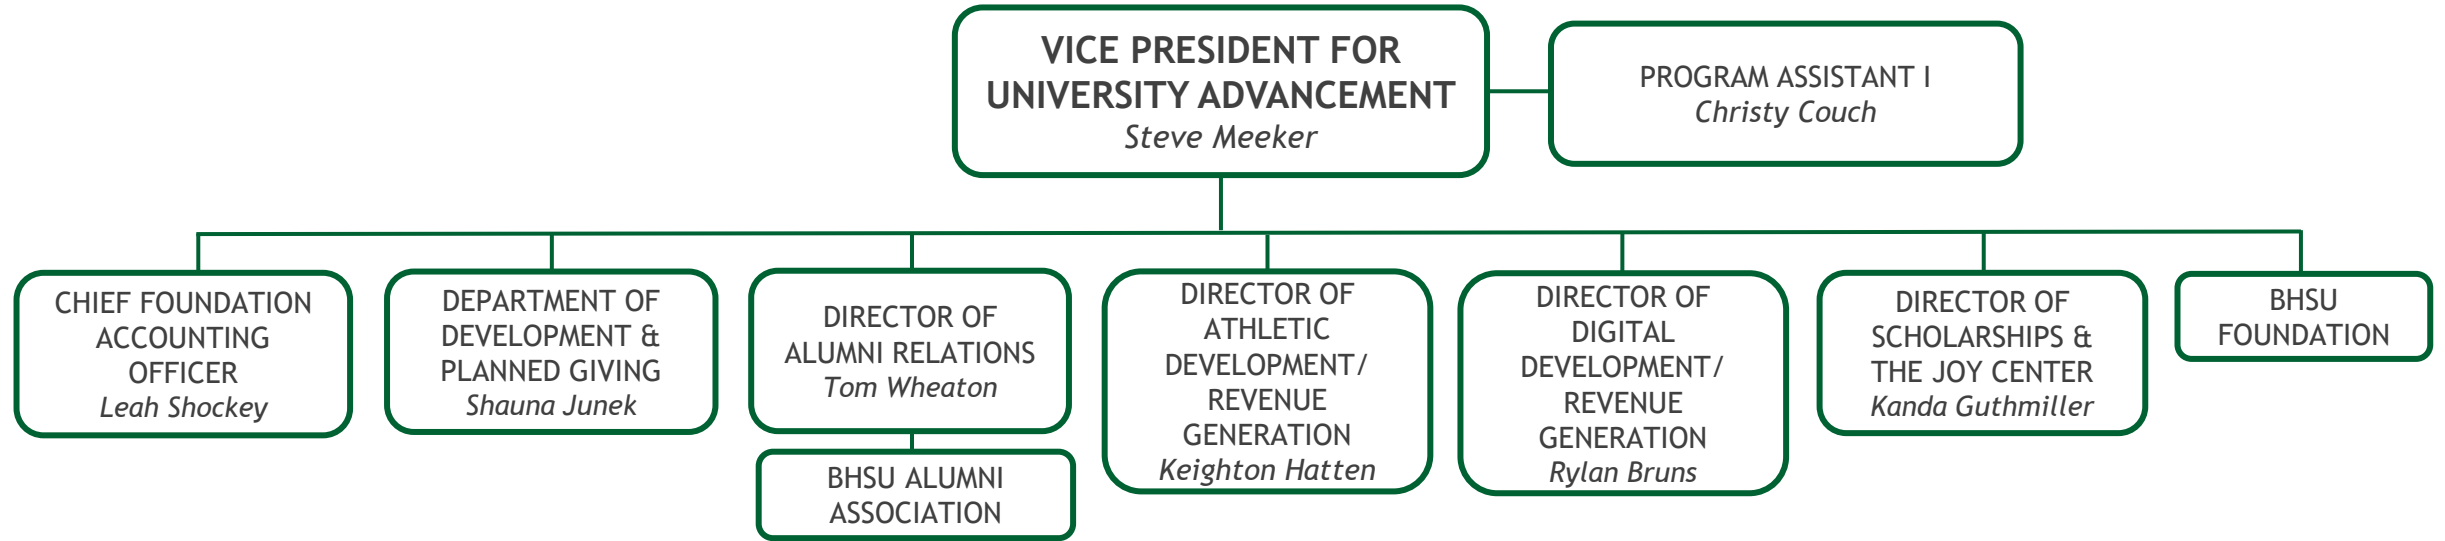 VICE PRESIDENT FOR
UNIVERSITY ADVANCEMENT
Steve Meeker
PROGRAM ASSISTANT I
Christy Couch
CHIEF FOUNDATION
ACCOUNTING
OFFICER
Leah Shockey
DEPARTMENT OF
DEVELOPMENT &
PLANNED GIVING
Shauna Junek
DIRECTOR OF
ALUMNI RELATIONS
Tom Wheaton
BHSU ALUMNI
ASSOCIATION
DIRECTOR OF
ATHLETIC
DEVELOPMENT/
REVENUE
GENERATION
Keighton Hatten
DIRECTOR OF
DIGITAL
DEVELOPMENT/
REVENUE
GENERATION
Rylan Bruns
DIRECTOR OF
SCHOLARSHIPS &
THE JOY CENTER
Kanda Guthmiller
BHSU
FOUNDATION